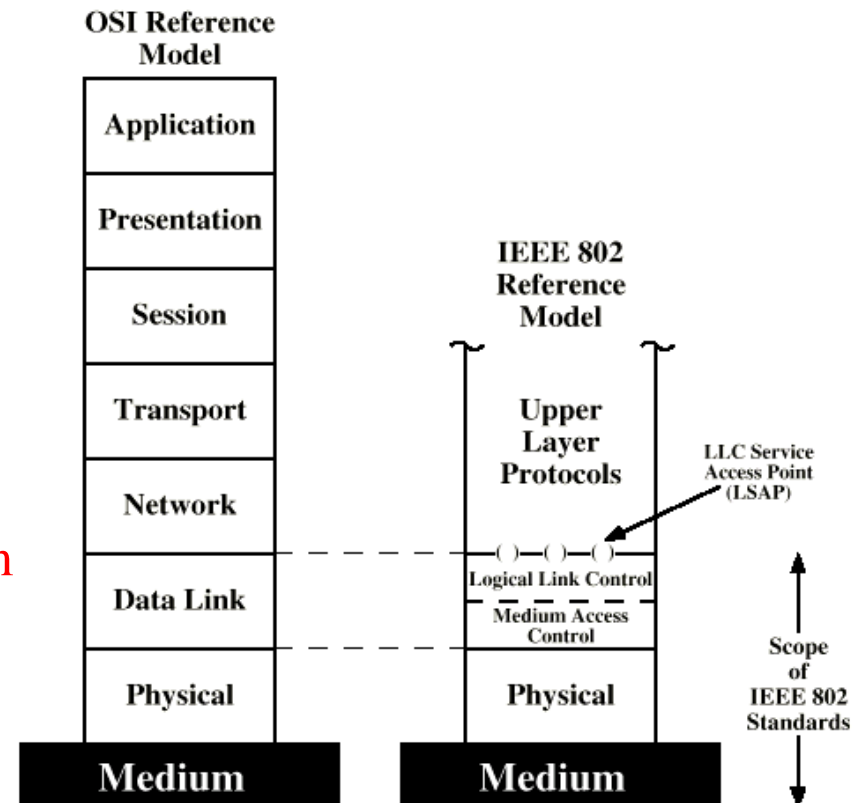 OSI Reference
Model
Application
Presentation
Session
Transport
Network
Data Link
Physical
Medium
IEEE 802
Reference
Model
Upper
Layer
Protocols
LLC Service
Access Point
(LSAP)
Logical Link Control
Medium Access
Control
Physical
Medium
Scope
of
IEEE 802
Standards